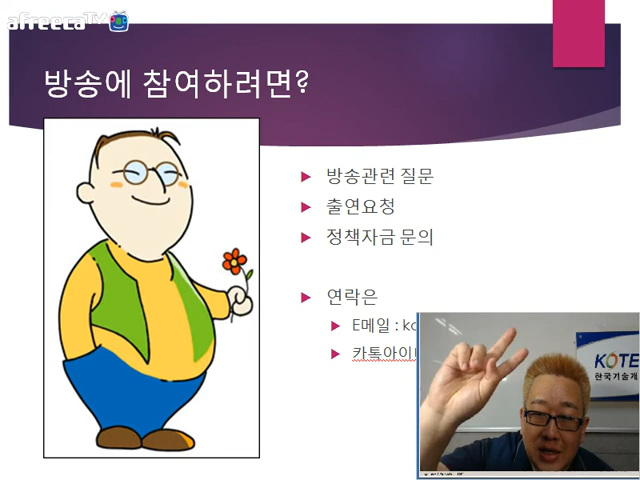 afreecaTV
방송에 참여하려면?
방송관련 질문
출연요청
정책자금 문의
연락은
E메일 : ko
카톡아이
KOTE
한국기술개